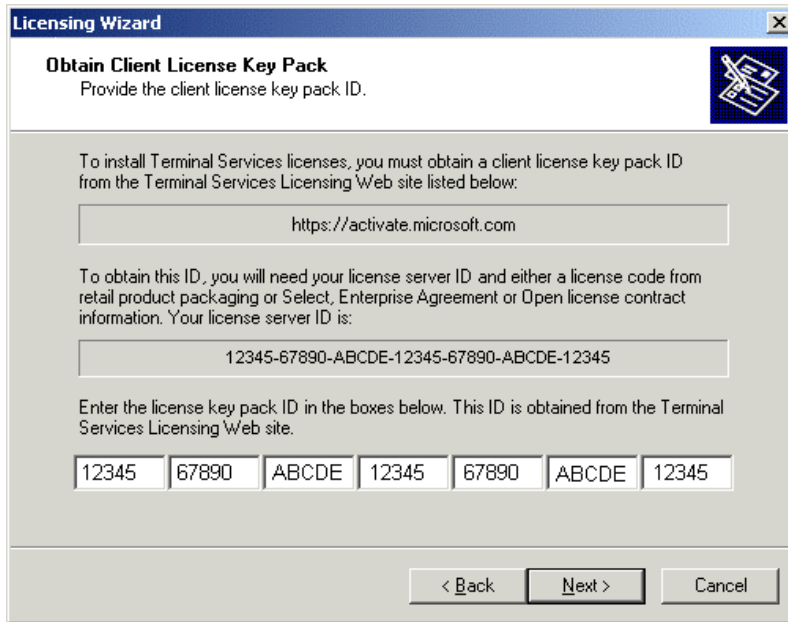 Licensing Wizard
Obtain Client License Key Pack
Provide the client license key pack ID.
To install Terminal Services licenses, you must obtain a client license key pack ID
from the Terminal Services Licensing Web site listed below:
https://activate.microsoft.com
To obtain this ID, you will need your license server ID and either a license code from
retail product packaging or Select, Enterprise Agreement or Open license contract
information. Your license server ID is:
12345-67890-ABCDE-12345-67890-ABCDE-12345
Enter the license key pack ID in the boxes below. This ID is obtained from the Terminal
Services Licensing Web site.
12345 67890 ABCDE 12345 67890 ABCDE 12345
< Back Next > Cancel